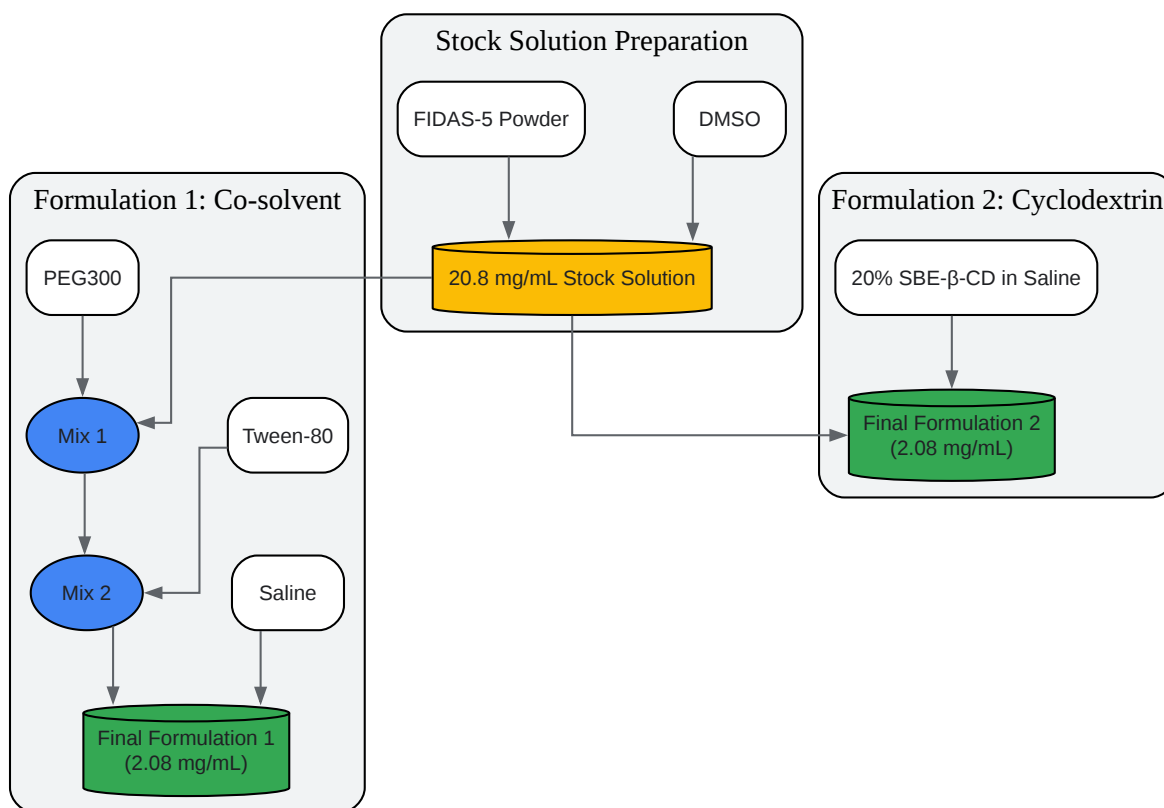 Stock Solution Preparation
FIDAS-5 Powder
DMSO
20.8 mg/mL Stock Solution
Formulation 1: Co-solvent
PEG300
Mix 1
Tween-80
Mix 2
Saline
Final Formulation 1
(2.08 mg/mL)
Formulation 2: Cyclodextrin
20% SBE-β-CD in Saline
Final Formulation 2
(2.08 mg/mL)